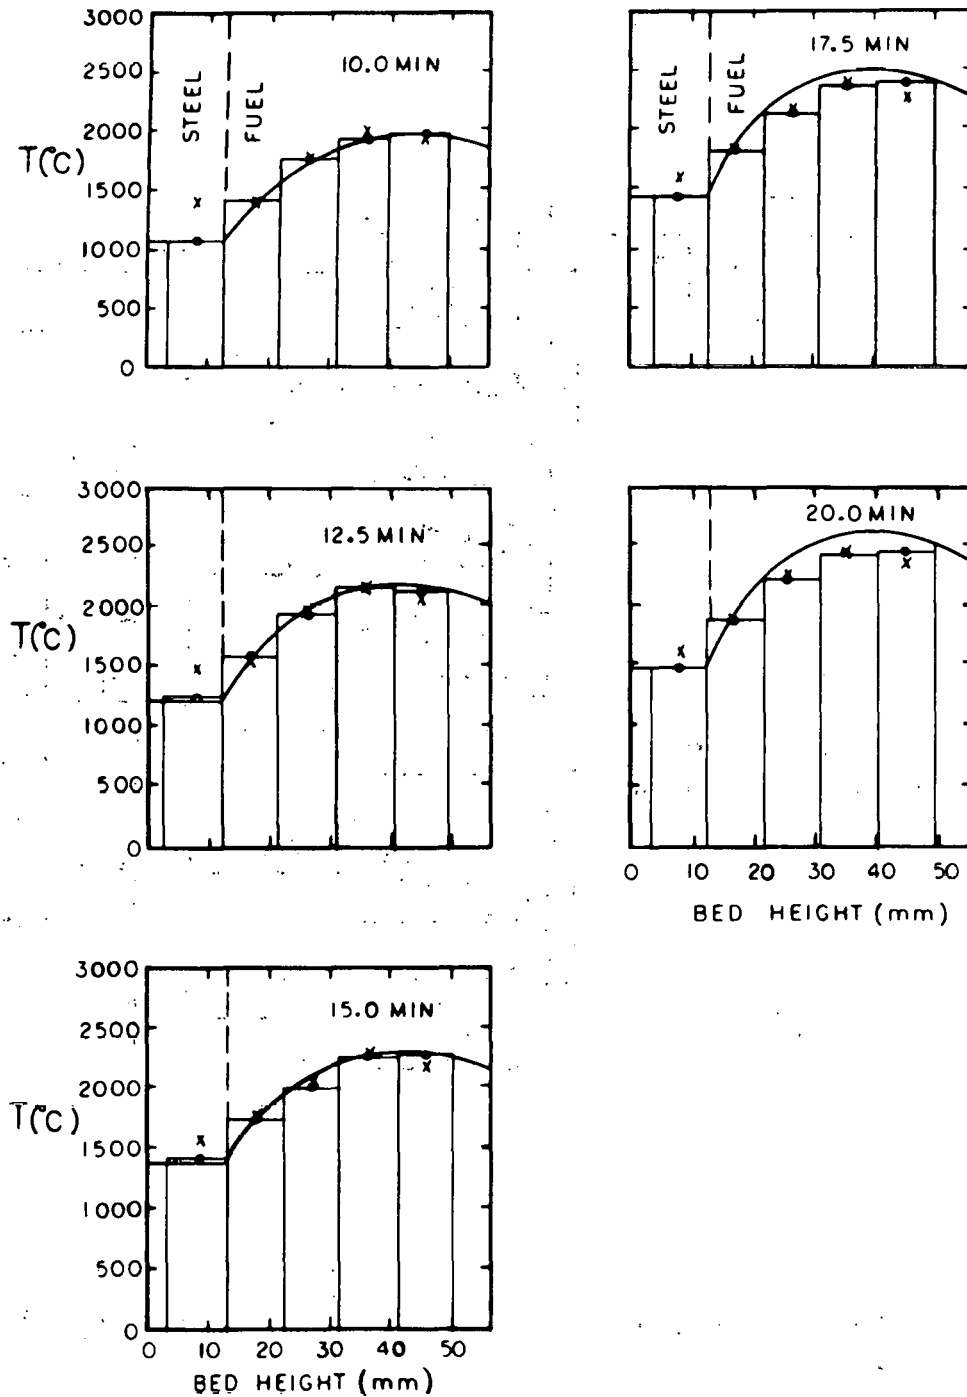 3000
2500
2000
1500
1000
500
0
T(°C)
STEEL
FUEL
10.0 MIN
STEEL
FUEL
17.5 MIN
3000
2500
2000
1500
1000
500
0
T(°C)
12.5 MIN
20.0 MIN
0 10 20 30 40 50
BED HEIGHT (mm)
3000
2500
2000
1500
1000
500
0
T(°C)
15.0 MIN
0 10 20 30 40 50
BED HEIGHT (mm)